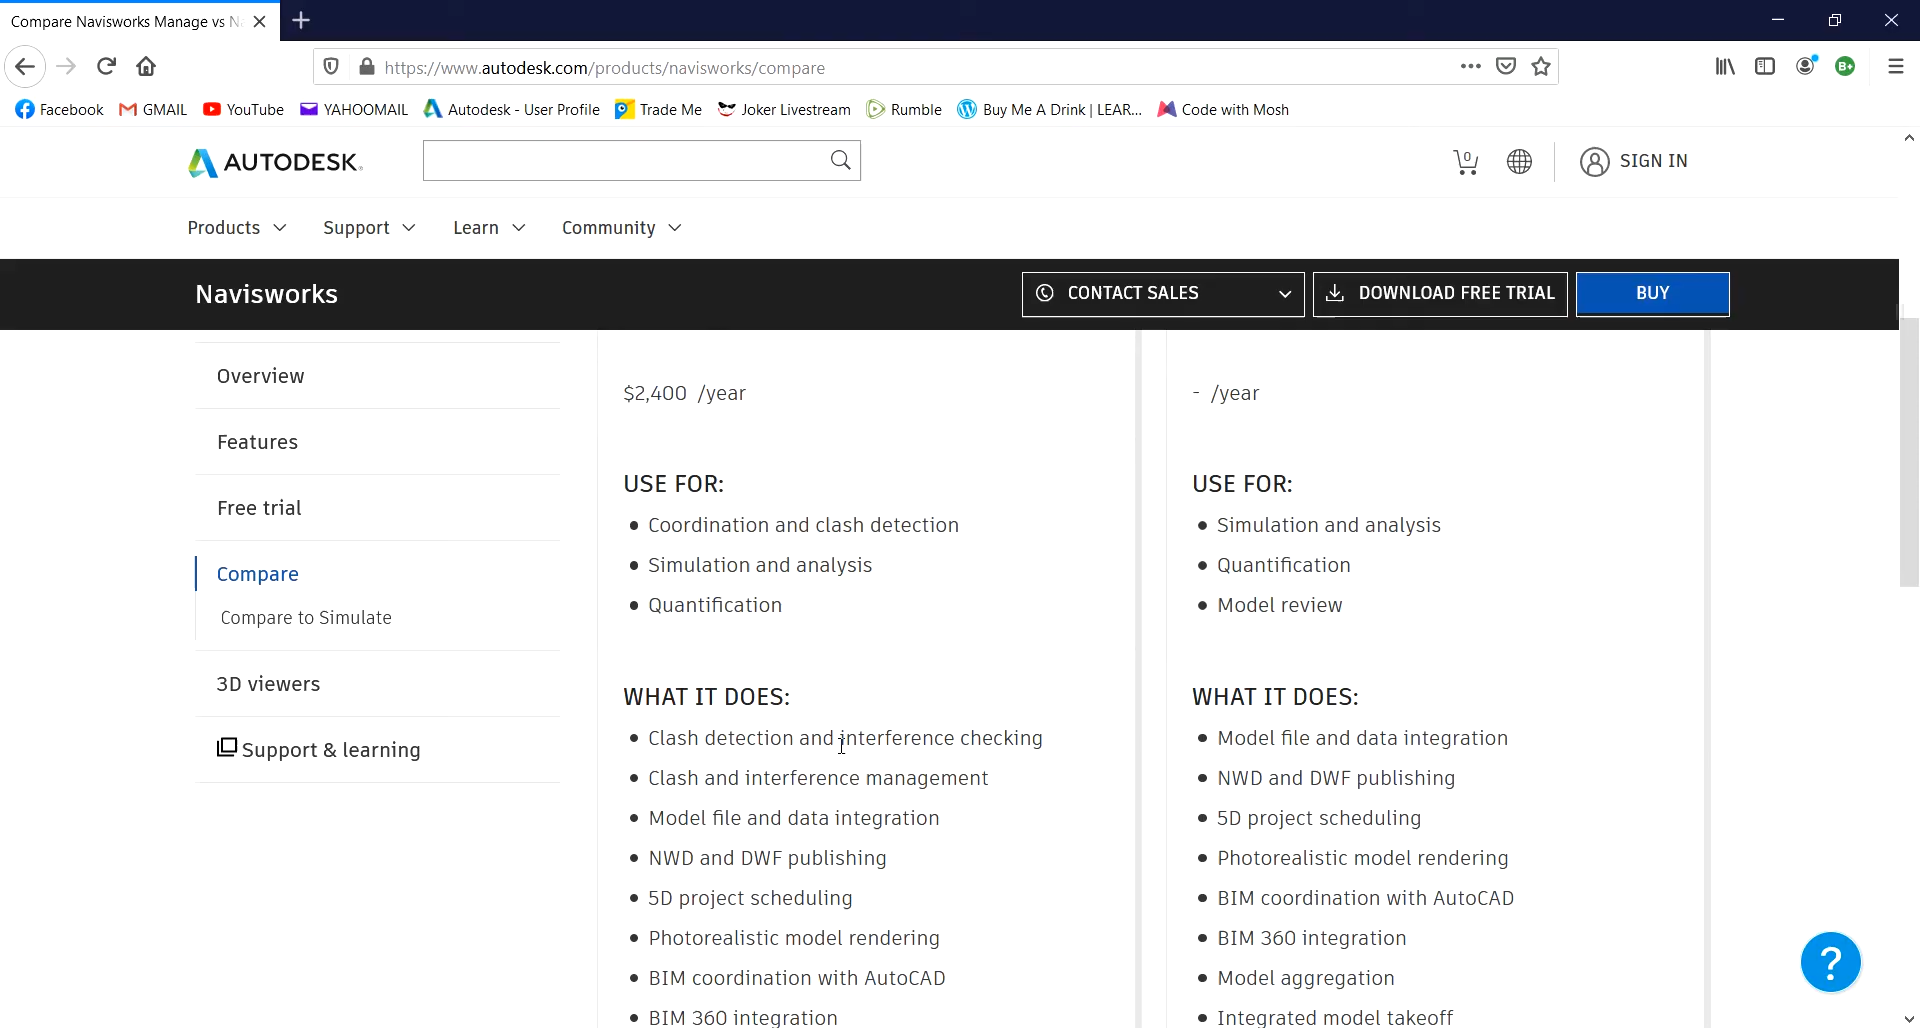 Compare Navisworks Manage vs N
https://www.autodesk.com/products/navisworks/compare
Facebook GMAIL YouTube YAHOOMAIL Autodesk - User Profile Trade Me Joker Livestream Rumble Buy Me A Drink | LEAR... Code with Mosh
AUTODESK
0
SIGN IN
Products Support Learn Community
Navisworks
CONTACT SALES
DOWNLOAD FREE TRIAL
BUY
Overview
Features
Free trial
Compare
Compare to Simulate
3D viewers
Support & learning
$2,400 /year
USE FOR:
• Coordination and clash detection
• Simulation and analysis
• Quantification
WHAT IT DOES:
• Clash detection and interference checking
• Clash and interference management
• Model file and data integration
• NWD and DWF publishing
• 5D project scheduling
• Photorealistic model rendering
• BIM coordination with AutoCAD
• BIM 360 integration
- /year
USE FOR:
• Simulation and analysis
• Quantification
• Model review
WHAT IT DOES:
• Model file and data integration
• NWD and DWF publishing
• 5D project scheduling
• Photorealistic model rendering
• BIM coordination with AutoCAD
• BIM 360 integration
• Model aggregation
• Integrated model takeoff
?
B+